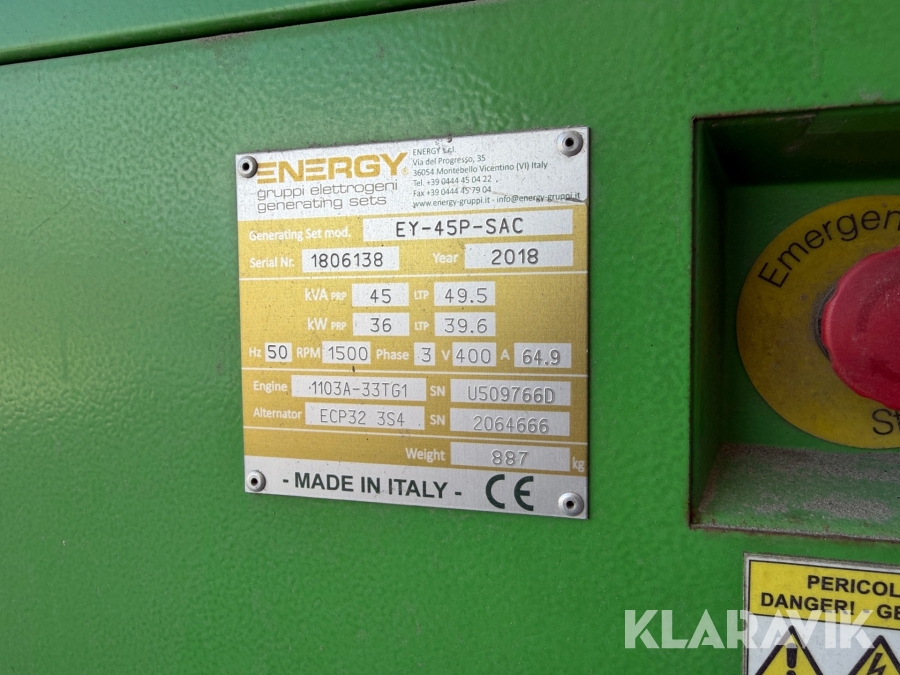 ENERGY®
gruppi elettrogeni
generating sets
ENERGY s.r.l.
Via del Progresso, 35
36054 Montebello Vicentino (VI) Italy
Tel. +39 0444 45 04 22
Fax +39 0444 45 79 04
www.energy-gruppi.it - info@energy-gruppi.it
Generating Set mod. EY-45P-SAC
Serial Nr. 1806138 Year 2018
kVA PRP 45 LTP 49.5
kW PRP 36 LTP 39.6
Hz 50 RPM 1500 Phase 3 V 400 A 64.9
Engine 1103A-33TG1 SN U509766D
Alternator ECP32 3S4 SN 2064666
Weight 887 kg
- MADE IN ITALY - CE
Emergen
St
PERICOL
DANGER! GE
KLARAVIK